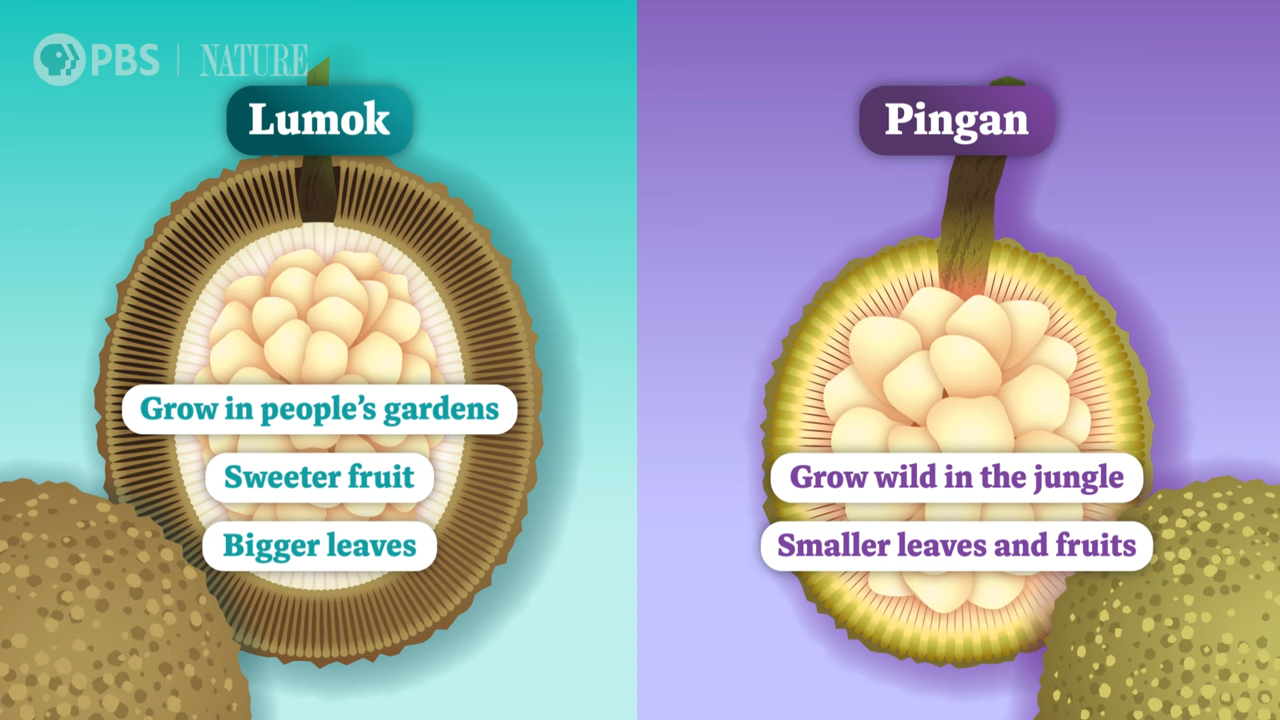 PBS | NATURE
Lumok
Grow in people's gardens
Sweeter fruit
Bigger leaves
Pingan
Grow wild in the jungle
Smaller leaves and fruits